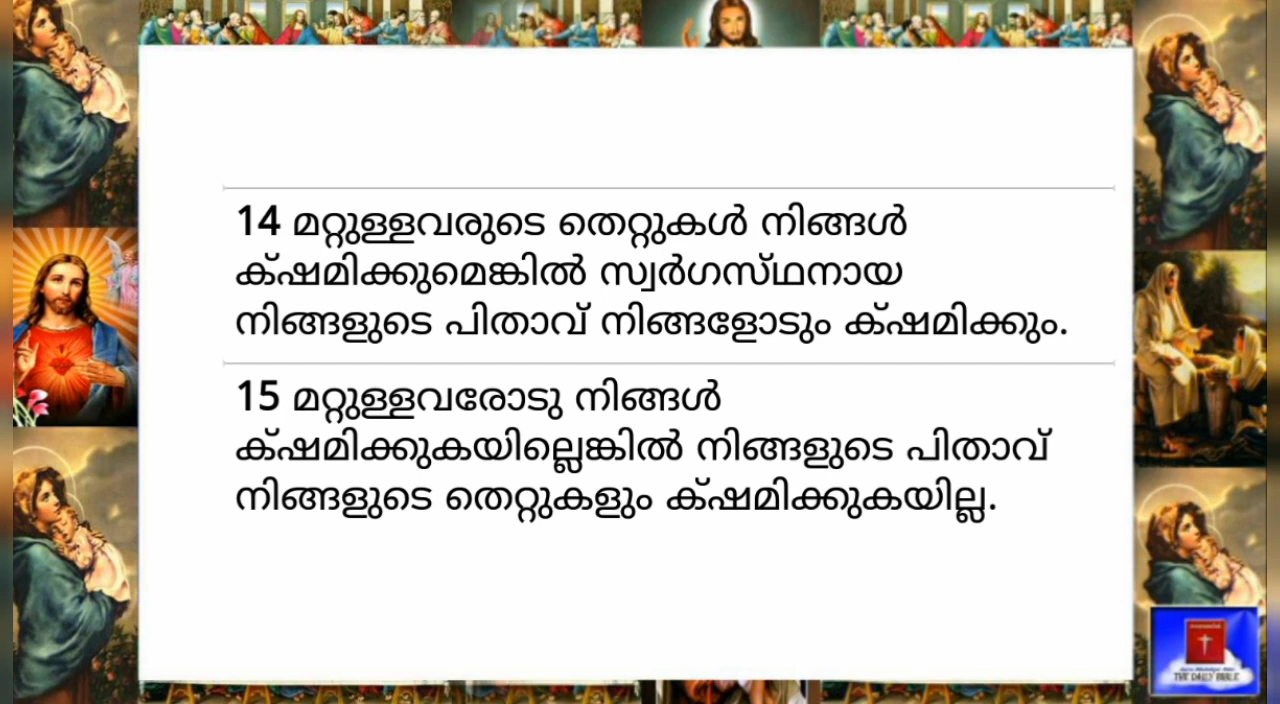 14 മറ്റുള്ളവരുടെ തെറ്റുകൾ നിങ്ങൾ
ക്‌ഷമിക്കുമെങ്കിൽ സ്വർഗസ്‌ഥനായ
നിങ്ങളുടെ പിതാവ് നിങ്ങളോടും ക്‌ഷമിക്കും.
15 മറ്റുള്ളവരോടു നിങ്ങൾ
ക്‌ഷമിക്കുകയില്ലെങ്കിൽ നിങ്ങളുടെ പിതാവ്
നിങ്ങളുടെ തെറ്റുകളും ക്‌ഷമിക്കുകയില്ല.
THE DAILY BIBLE